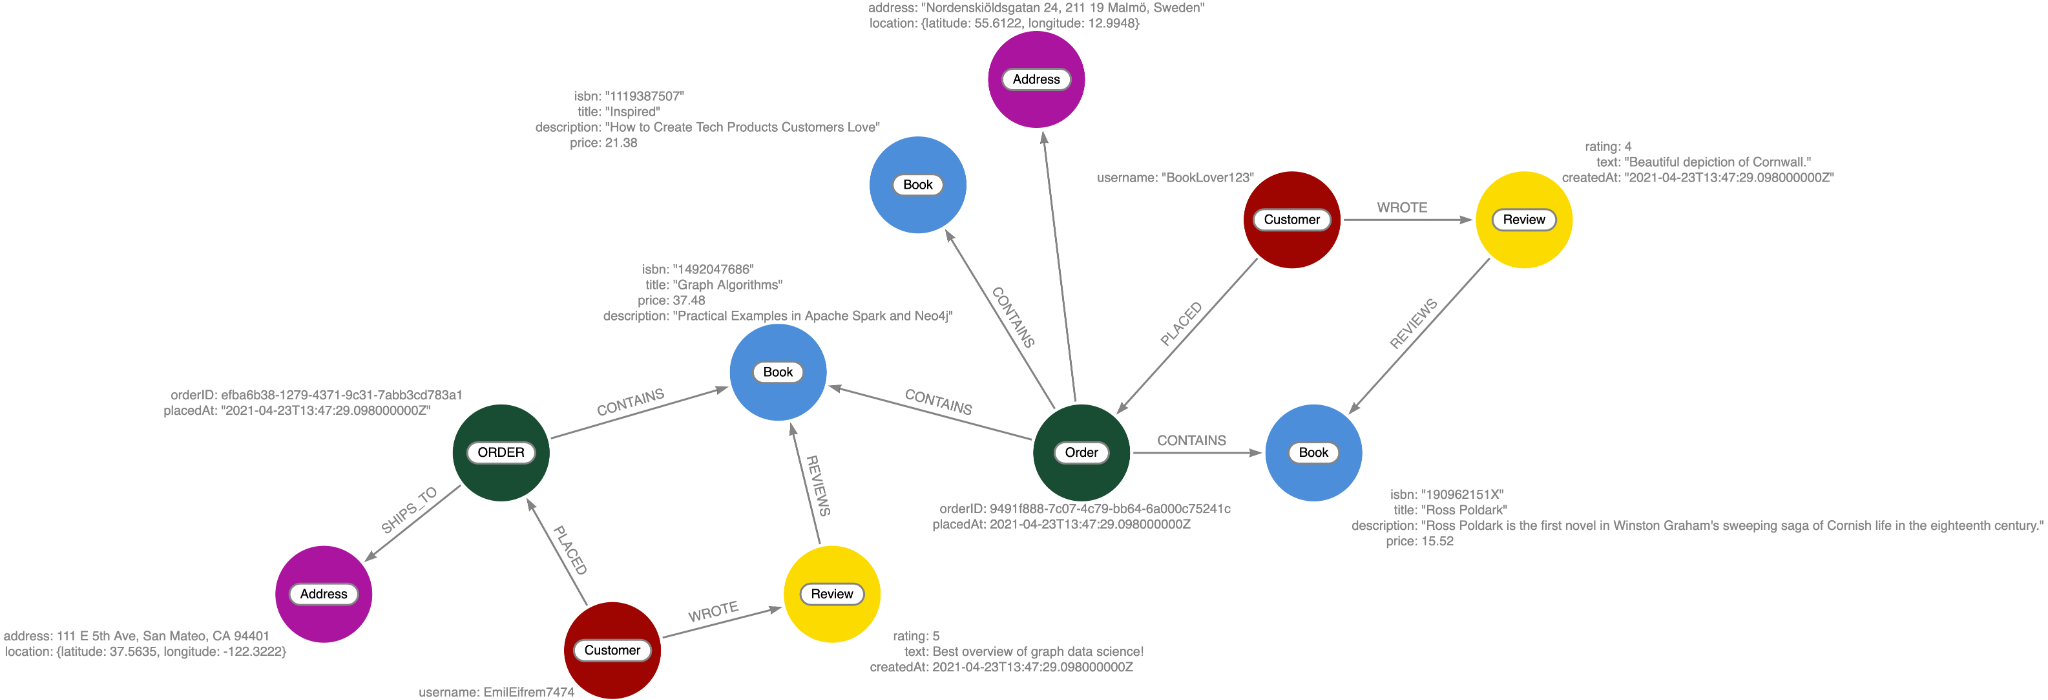 address: "Nordenskiöldsgatan 24, 211 19 Malmö, Sweden"
location: {latitude: 55.6122, longitude: 12.9948}
Address
isbn: "1119387507"
title: "Inspired"
description: "How to Create Tech Products Customers Love"
price: 21.38
Book
username: "BookLover123"
Customer
WROTE
rating: 4
text: "Beautiful depiction of Cornwall."
createdAt: "2021-04-23T13:47:29.098000000Z"
Review
isbn: "1492047686"
title: "Graph Algorithms"
price: 37.48
description: "Practical Examples in Apache Spark and Neo4j"
Book
CONTAINS
PLACED
REVIEWS
orderID: efba6b38-1279-4371-9c31-7abb3cd783a1
placedAt: "2021-04-23T13:47:29.098000000Z"
ORDER
CONTAINS
CONTAINS
Order
CONTAINS
Book
orderID: 9491f888-7c07-4c79-bb64-6a000c75241c
placedAt: 2021-04-23T13:47:29.098000000Z
isbn: "190962151X"
title: "Ross Poldark"
description: "Ross Poldark is the first novel in Winston Graham's sweeping saga of Cornish life in the eighteenth century."
price: 15.52
SHIPS_TO
PLACED
REVIEWS
Address
address: 111 E 5th Ave, San Mateo, CA 94401
location: {latitude: 37.5635, longitude: -122.3222}
Customer
username: EmilEifrem7474
WROTE
Review
rating: 5
text: Best overview of graph data science!
createdAt: 2021-04-23T13:47:29.098000000Z